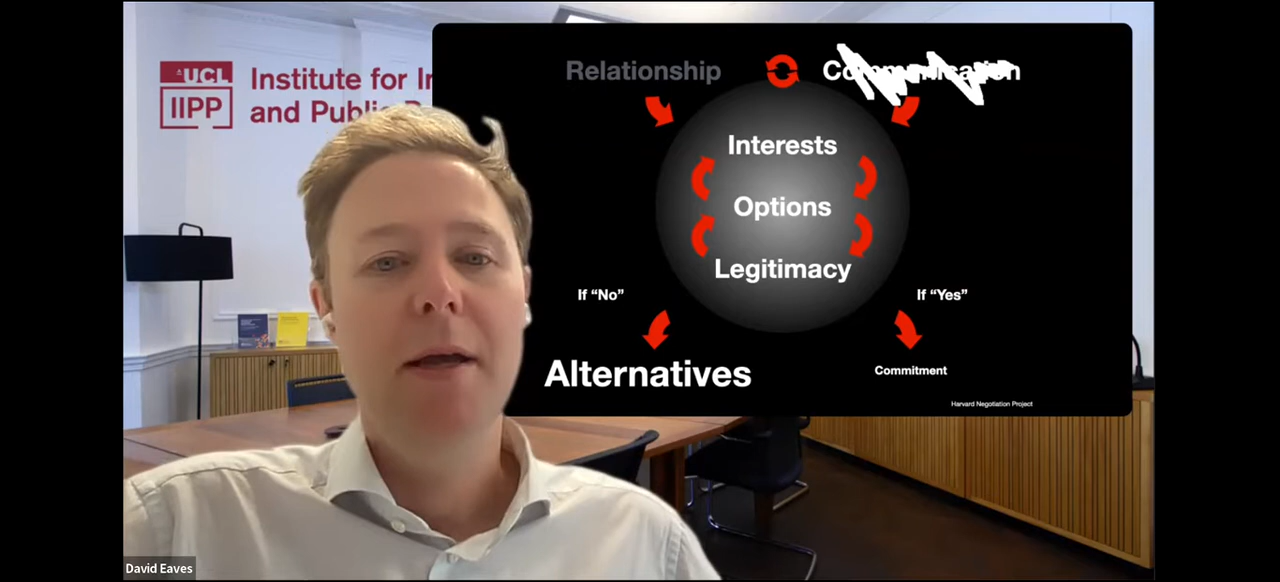 UCL
IIPP
Institute for I
and Public
Relationship
Interests
Options
Legitimacy
If “No”
If “Yes”
Alternatives
Commitment
Harvard Negotiation Project
David Eaves